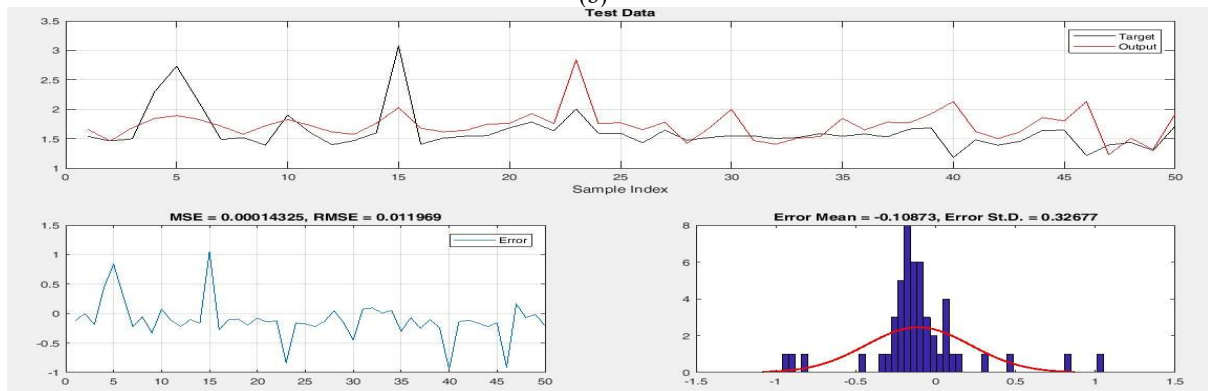 (b)
Test Data
3.5
3
2.5
2
1.5
1
Target
Output
0 5 10 15 20 25 30 35 40 45 50
Sample Index
MSE = 0.00014325, RMSE = 0.011969
1.5
1
0.5
0
-0.5
-1
Error
0 5 10 15 20 25 30 35 40 45 50
Error Mean = -0.10873, Error St.D. = 0.32677
8
6
4
2
0
-1.5 -1 -0.5 0 0.5 1 1.5